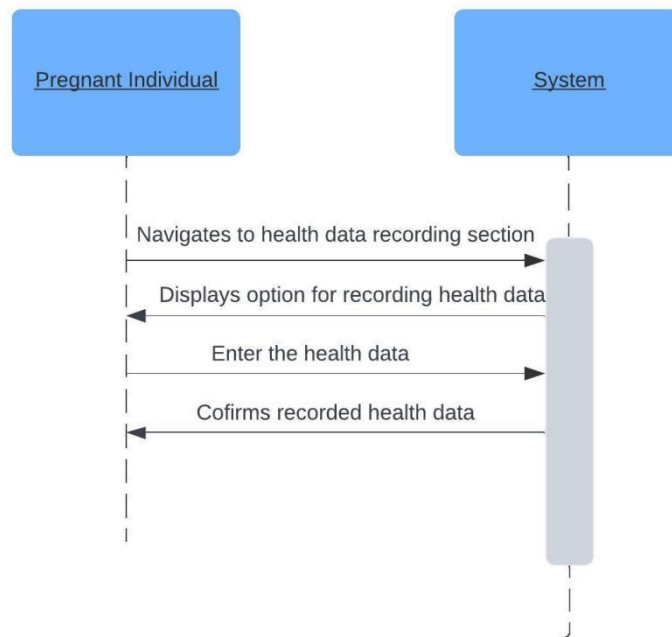 Pregnant Individual
System
Navigates to health data recording section
Displays option for recording health data
Enter the health data
Cofirms recorded health data